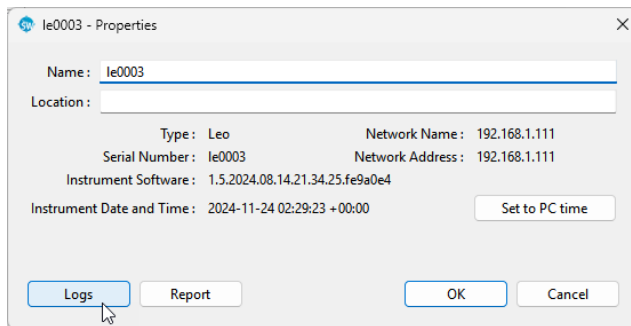 SW le0003 - Properties
Name : le0003
Location :
Type : Leo Network Name : 192.168.1.111
Serial Number : le0003 Network Address : 192.168.1.111
Instrument Software : 1.5.2024.08.14.21.34.25.fe9a0e4
Instrument Date and Time : 2024-11-24 02:29:23 +00:00 Set to PC time
Logs Report OK Cancel